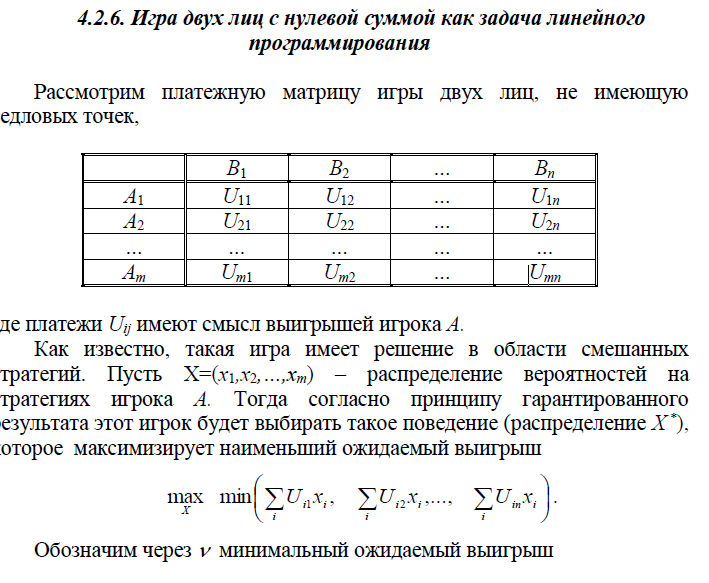 4.2.6. Игра двух лиц с нулевой суммой как задача линейного
программирования
Рассмотрим платежную матрицу игры двух лиц, не имеющую
едловых точек,
B1 B2 ... Bn
A1 U11 U12 ... U1n
A2 U21 U22 ... U2n
... ... ... ... ...
Am Um1 Um2 ... Umn
де платежи Uij имеют смысл выигрышей игрока A.
Как известно, такая игра имеет решение в области смешанных
тратегий. Пусть X=(x1,x2,...,xm) – распределение вероятностей на
тратегиях игрока A. Тогда согласно принципу гарантированного
результата этот игрок будет выбирать такое поведение (распределение X*),
которое максимизирует наименьший ожидаемый выигрыш
max X min(∑i Ui1xi, ∑i Ui2xi,..., ∑i Uinxi).
Обозначим через ν минимальный ожидаемый выигрыш